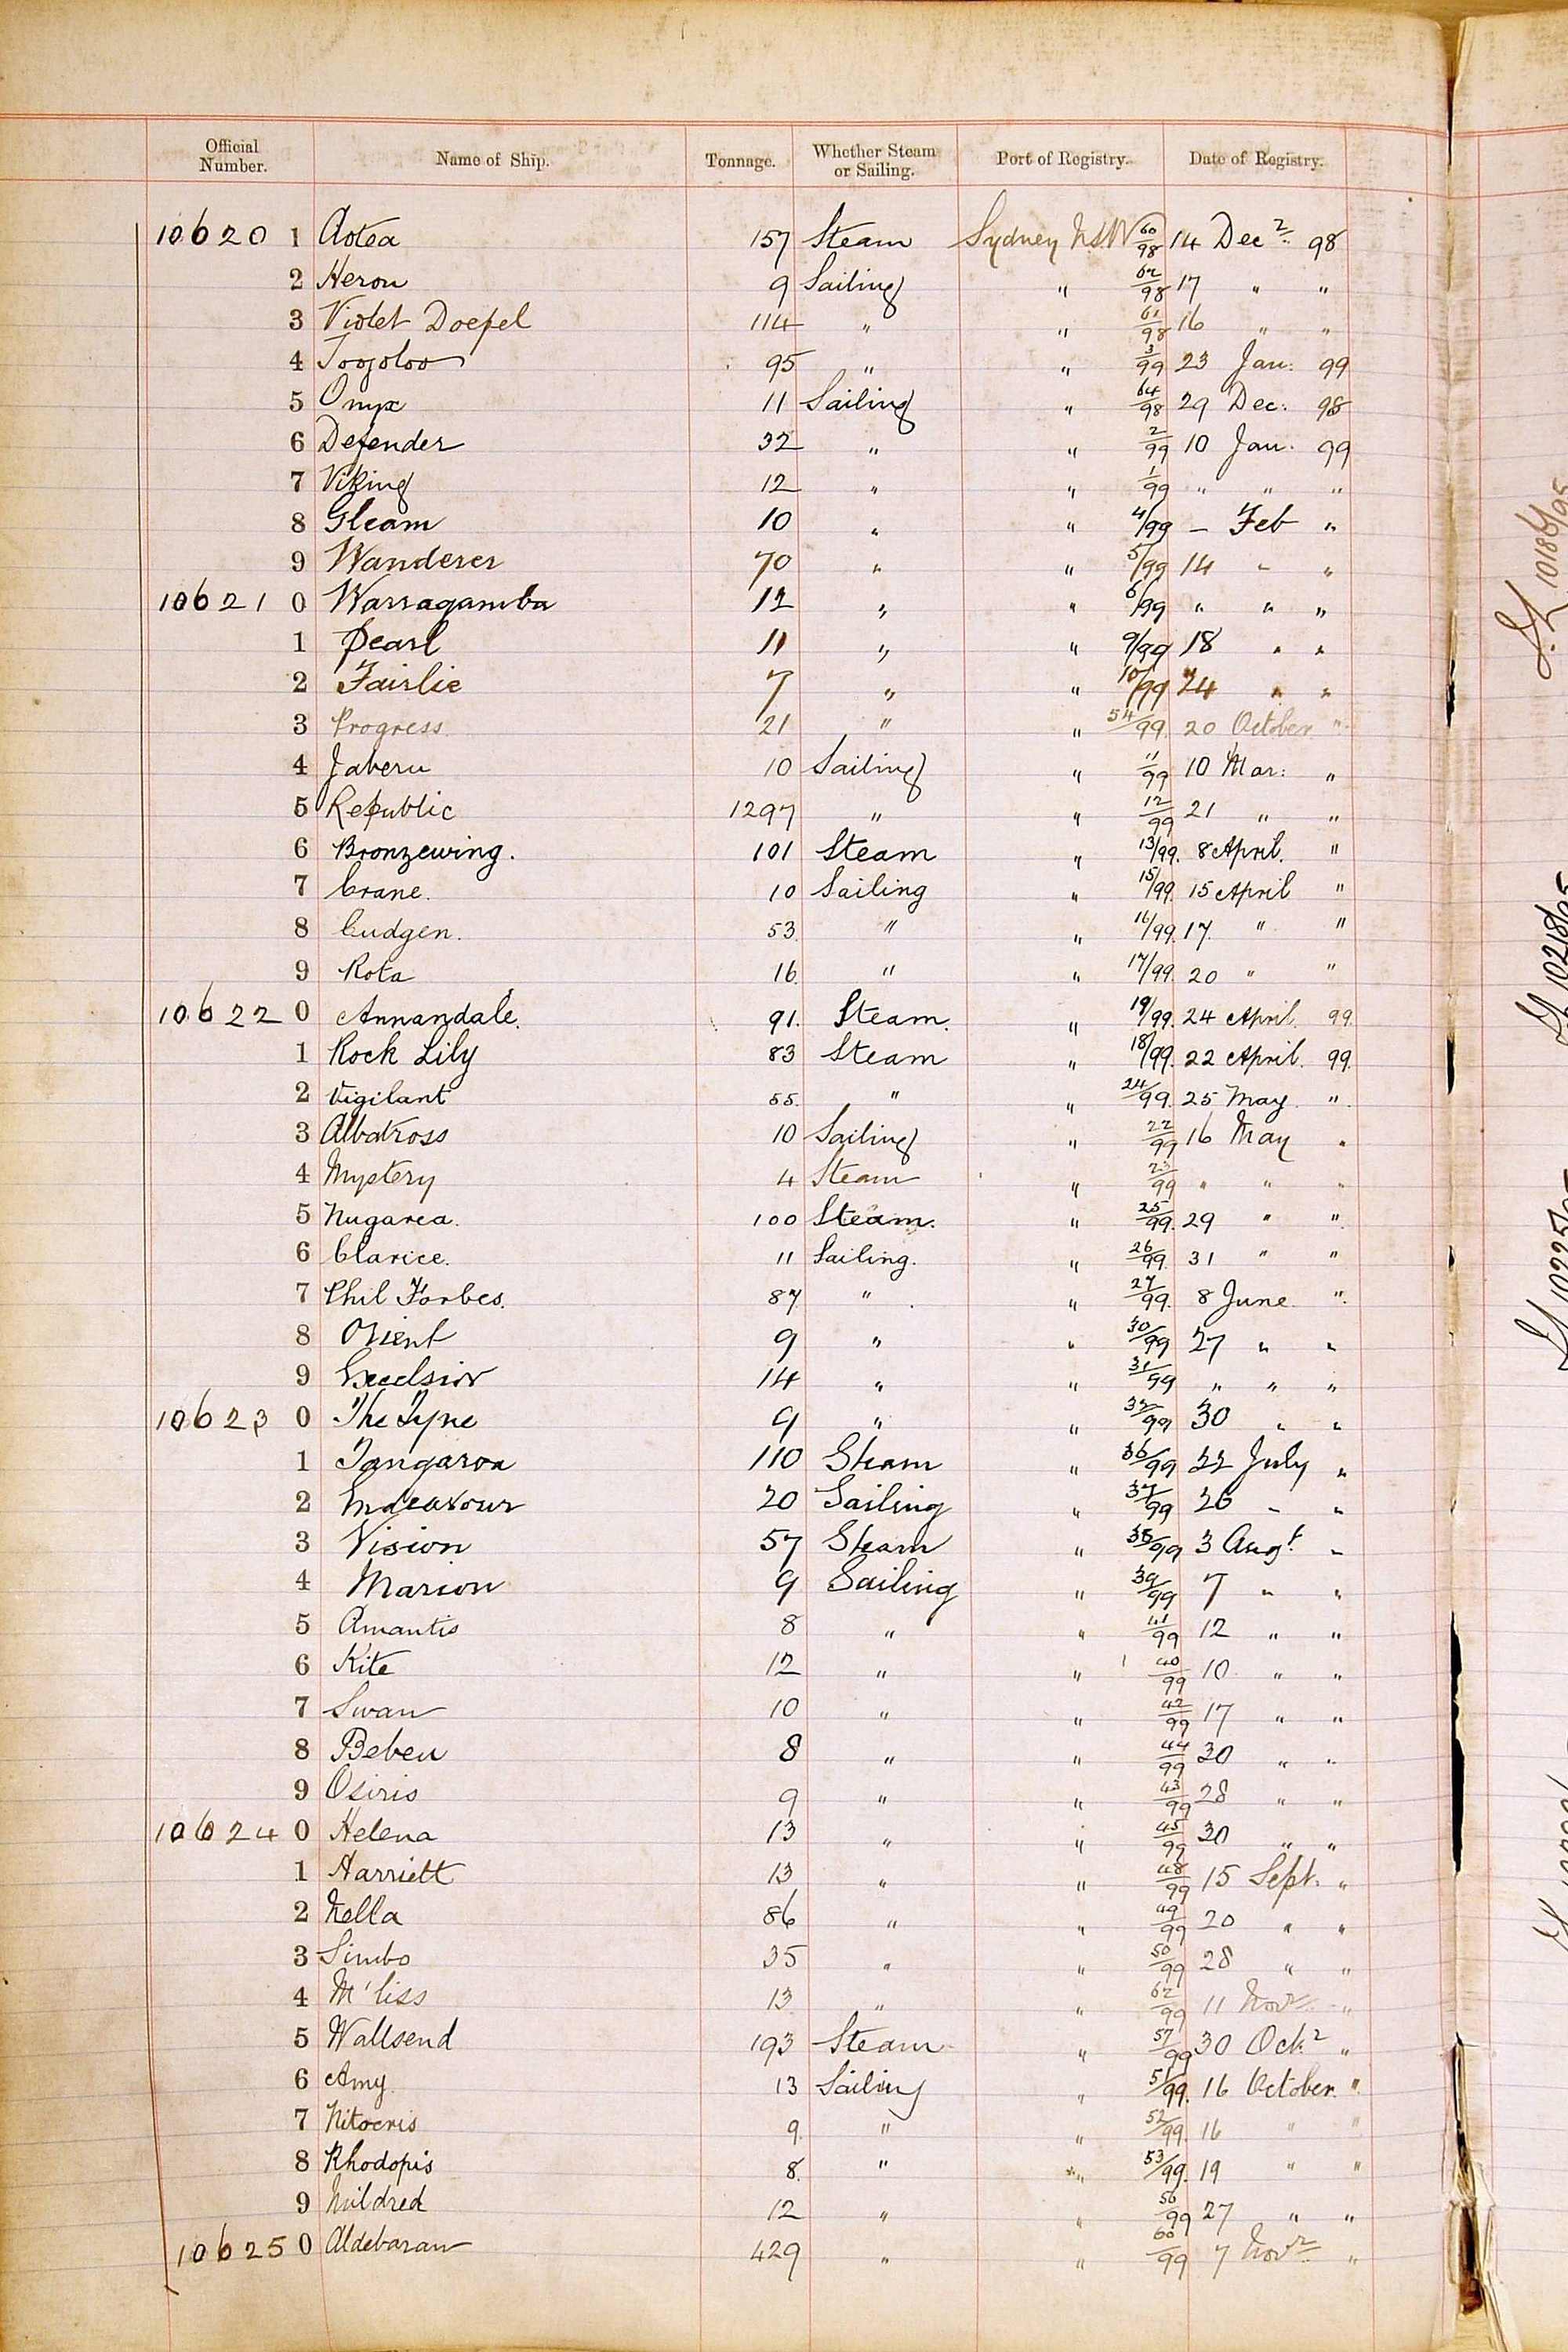 Official Number. Name of Ship. Tonnage. Whether Steam or Sailing. Port of Registry. Date of Registry.
10620 1 Aotea 157 Steam Sydney NSW 60/98 14 Decr. 98
2 Heron 9 Sailing " 62/98 17 " "
3 Violet Doepel 114 " " 61/98 16 " "
4 Toogoloo 95 " " 3/99 23 Jan: 99
5 Onyx 11 Sailing " 64/98 29 Dec: 98
6 Defender 32 " " 2/99 10 Jan. 99
7 Viking 12 " " 1/99 " " "
8 Gleam 10 " " 4/99 – Feb "
9 Wanderer 70 " " 5/99 14 " "
10621 0 Warragamba 12 " " 6/99 " " "
1 Pearl 11 " " 9/99 18 " "
2 Fairlie 7 " " 10/99 24 " "
3 Progress 21 " " 54/99. 20 October "
4 Jaberu 10 Sailing " 11/99 10 Mar: "
5 Republic 1297 " " 12/99 21 " "
6 Bronzewing. 101 Steam " 13/99. 8 April. "
7 Crane. 10 Sailing " 15/99. 15 April "
8 Cudgen. 53. " " 16/99. 17. " "
9 Rota 16. " " 17/99. 20 " "
10622 0 Annandale. 91. Steam. " 19/99. 24 April. 99.
1 Rock Lily 83 Steam " 18/99. 22 April. 99.
2 Vigilant 55. " " 24/99. 25 May. ".
3 Albatross 10 Sailing " 22/99 16 May "
4 Mystery 4 Steam " 23/99 " " "
5 Nugarea. 100 Steam. " 25/99. 29 " ".
6 Clarice. 11 Sailing. " 26/99. 31 " "
7 Phil Forbes. 87. " " 27/99. 8 June. ".
8 Orient 9 " " 30/99 27 " "
9 Excelsior 14 " " 31/99 " " "
10623 0 The Tyne 9 " " 32/99 30 " "
1 Tangaroa 110 Steam " 36/99 22 July "
2 Endeavour 20 Sailing " 37/99 26 " "
3 Vision 57 Steam " 38/99 3 Augt. "
4 Marion 9 Sailing " 39/99 7 " "
5 Amantis 8 " " 41/99 12 " "
6 Kite 12 " " 40/99 10 " "
7 Swan 10 " " 42/99 17 " "
8 Beben 8 " " 44/99 30 " "
9 Osiris 9 " " 43/99 28 " "
10624 0 Helena 13 " " 45/99 30 " "
1 Harriett 13 " " 48/99 15 Sept. "
2 Nella 86 " " 49/99 20 " "
3 Simbo 35 " " 50/99 28 " "
4 M'liss 13 " " 62/99 11 Novr. "
5 Wallsend 193 Steam " 57/99 30 Octr. "
6 Amy 13 Sailing " 51/99. 16 October. "
7 Nitocris 9. " " 52/99. 16 " "
8 Rhodopis 8. " " 53/99. 19 " "
9 Mildred 12 " " 56/99 27 " "
10625 0 Aldebaran 429 " " 60/99 7 Novr. "